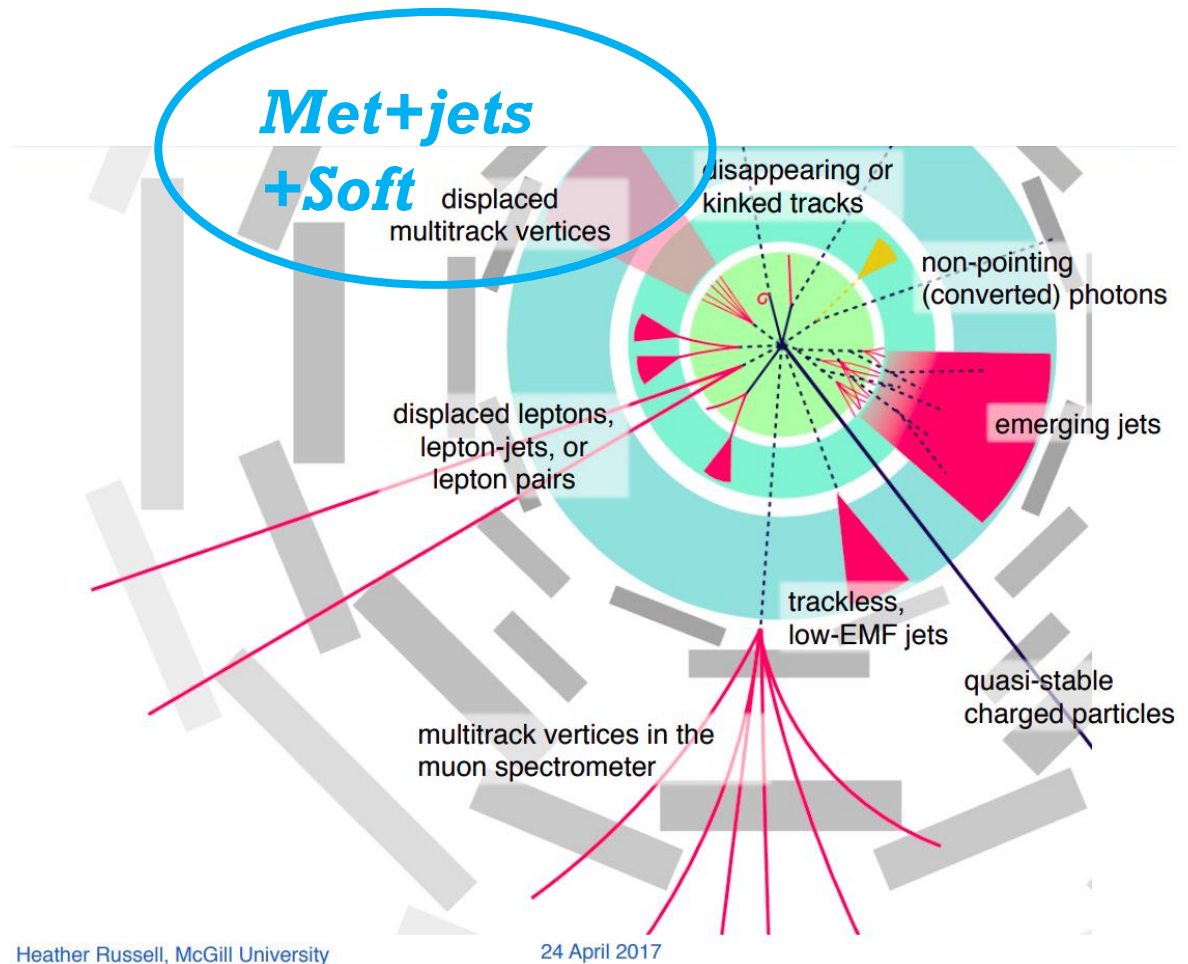 Met+jets
+Soft
displaced
multitrack vertices
disappearing or
kinked tracks
non-pointing
(converted) photons
displaced leptons,
lepton-jets, or
lepton pairs
emerging jets
trackless,
low-EMF jets
quasi-stable
charged particles
multitrack vertices in the
muon spectrometer
Heather Russell, McGill University
24 April 2017